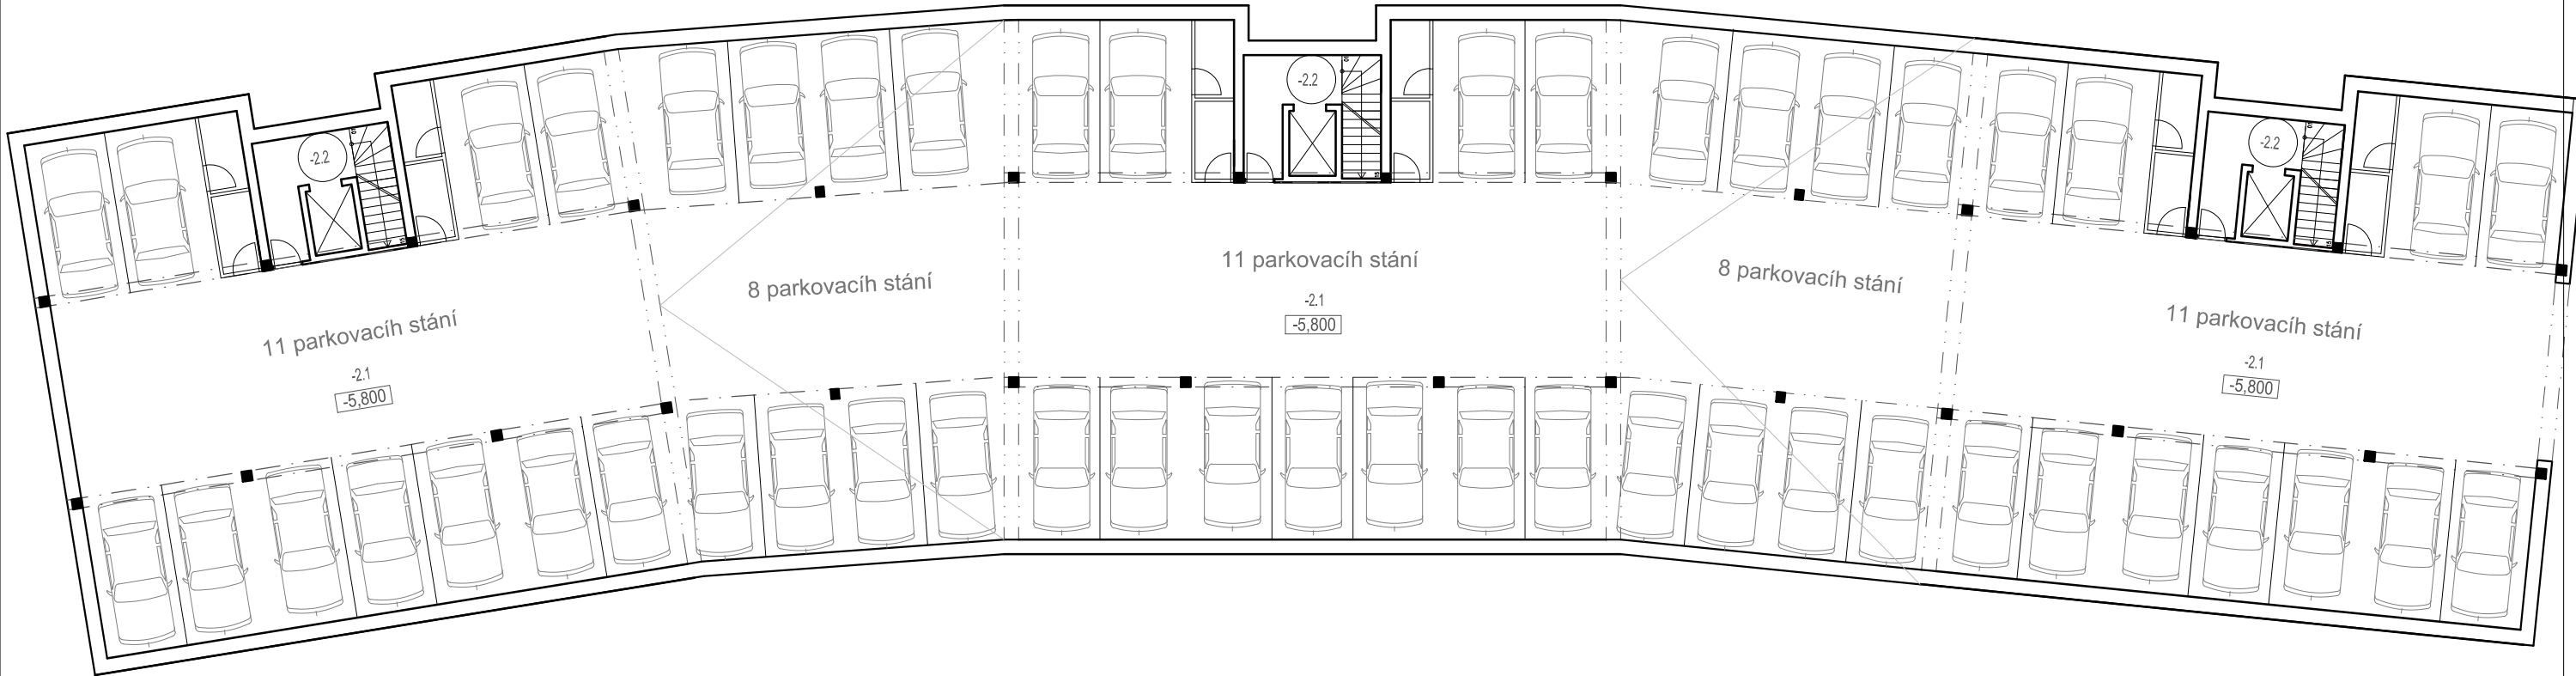 -2.2
-2.2
-2.2
11 parkovacíh stání
8 parkovacíh stání
11 parkovacíh stání
8 parkovacíh stání
11 parkovacíh stání
-2.1
-5,800
-2.1
-5,800
-2.1
-5,800